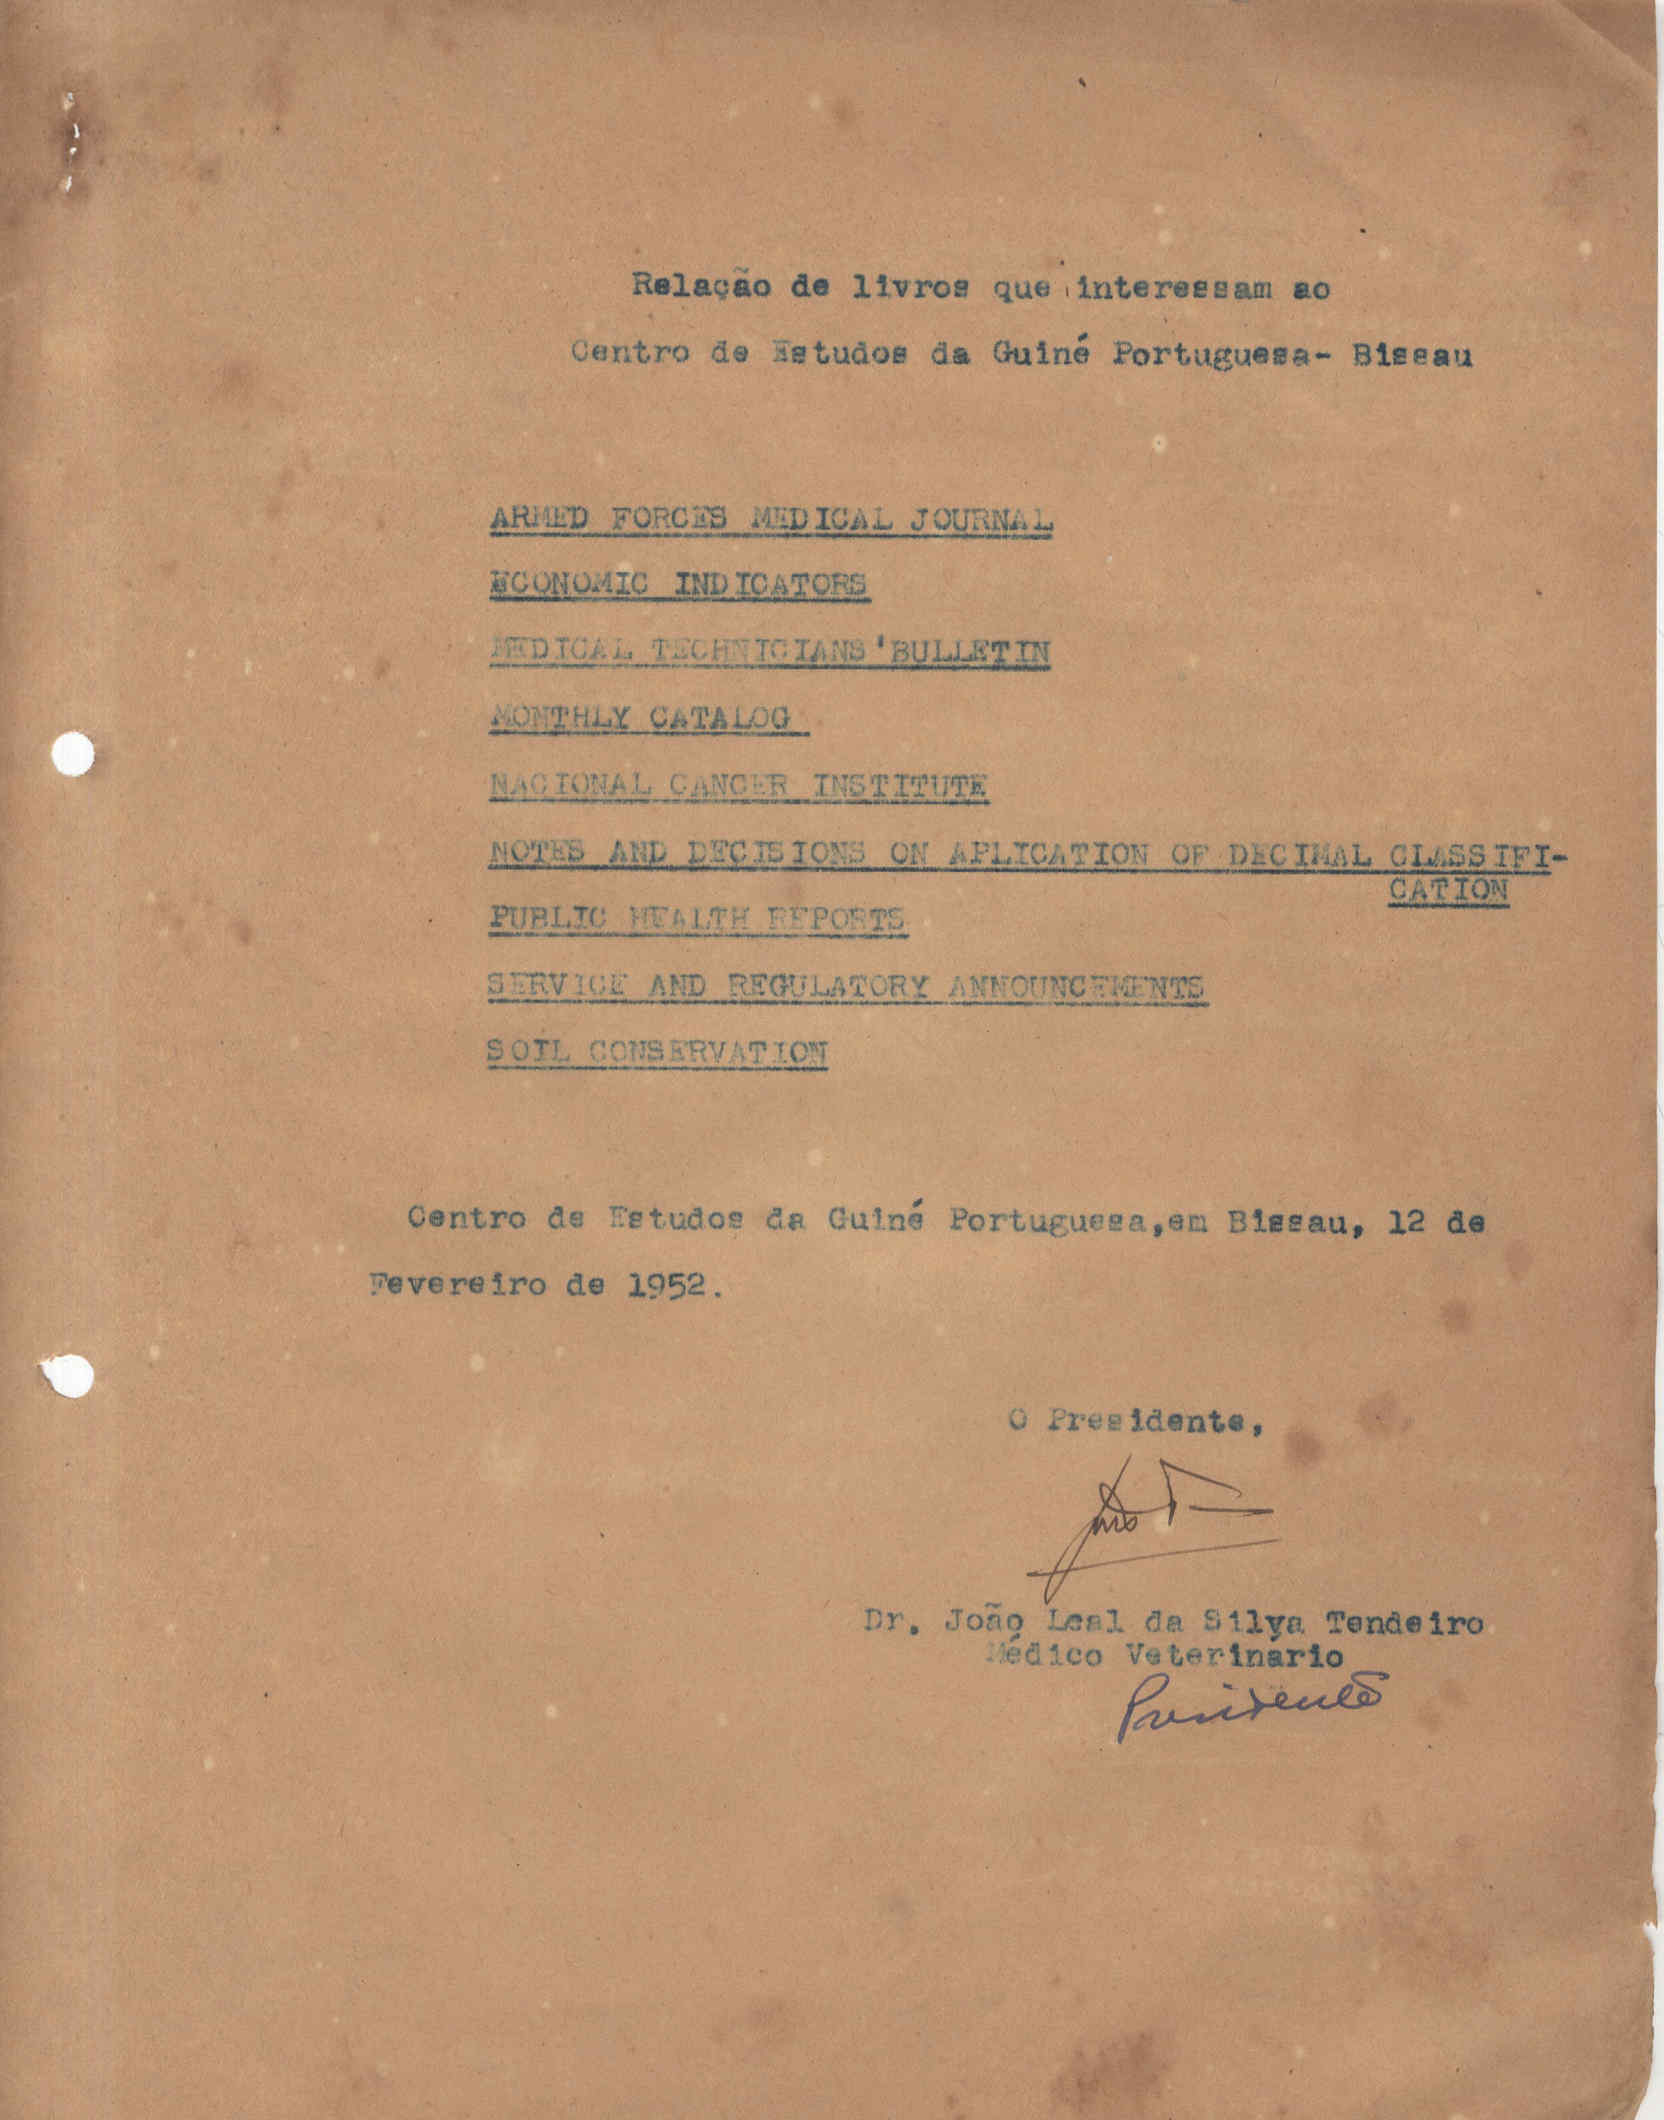 Relação de livros que interessam ao
Centro de Estudos da Guiné Portuguesa- Bissau
ARMED FORCES MEDICAL JOURNAL
ECONOMIC INDICATORS
MEDICAL TECHNICIANS'BULLETIN
MONTHLY CATALOG
NACIONAL CANCER INSTITUTE
NOTES AND DECISIONS ON APLICATION OF DECIMAL CLASSIFI-
CATION
PUBLIC HEALTH REPORTS
SERVICE AND REGULATORY ANNOUNCEMENTS
SOIL CONSERVATION
Centro de Estudos da Guiné Portuguesa,em Bissau, 12 de
Fevereiro de 1952.
O Presidente,
Dr. João Leal da Silva Tendeiro
Médico Veterinário
Presidente